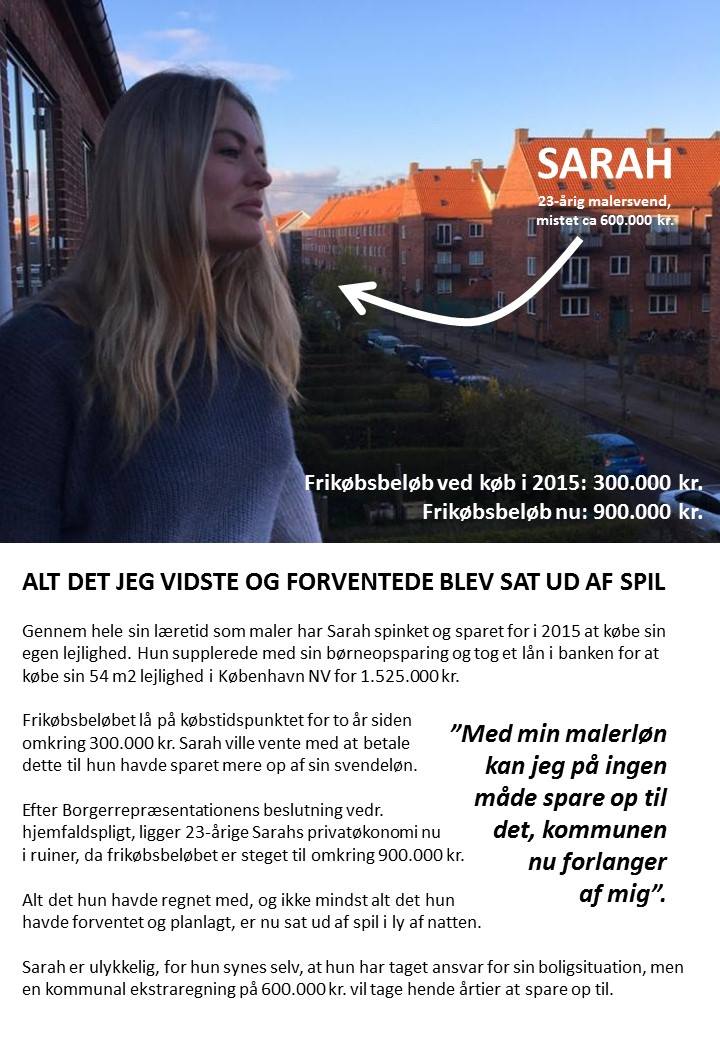 SARAH
23-årig malersvend,
mistet ca 600.000 kr.
Frikøbsbeløb ved køb i 2015: 300.000 kr.
Frikøbsbeløb nu: 900.000 kr.
ALT DET JEG VIDSTE OG FORVENTEDE BLEV SAT UD AF SPIL
Gennem hele sin læretid som maler har Sarah spinket og sparet for i 2015 at købe sin
egen lejlighed. Hun supplerede med sin børneopsparing og tog et lån i banken for at
købe sin 54 m2 lejlighed i København NV for 1.525.000 kr.
Frikøbsbeløbet lå på købstidspunktet for to år siden
omkring 300.000 kr. Sarah ville vente med at betale
dette til hun havde sparet mere op af sin svendeløn.
Efter Borgerrepræsentationens beslutning vedr.
hjemfaldspligt, ligger 23-årige Sarahs privatøkonomi nu
i ruiner, da frikøbsbeløbet er steget til omkring 900.000 kr.
Alt det hun havde regnet med, og ikke mindst alt det hun
havde forventet og planlagt, er nu sat ud af spil i ly af natten.
”Med min malerløn
kan jeg på ingen
måde spare op til
det, kommunen
nu forlanger
af mig”.
Sarah er ulykkelig, for hun synes selv, at hun har taget ansvar for sin boligsituation, men
en kommunal ekstraregning på 600.000 kr. vil tage hende årtier at spare op til.